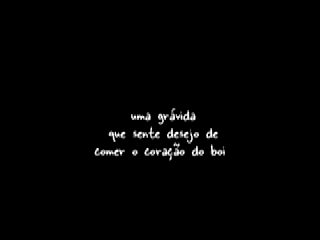 uma grávida
que sente desejo de
comer o coração do boi